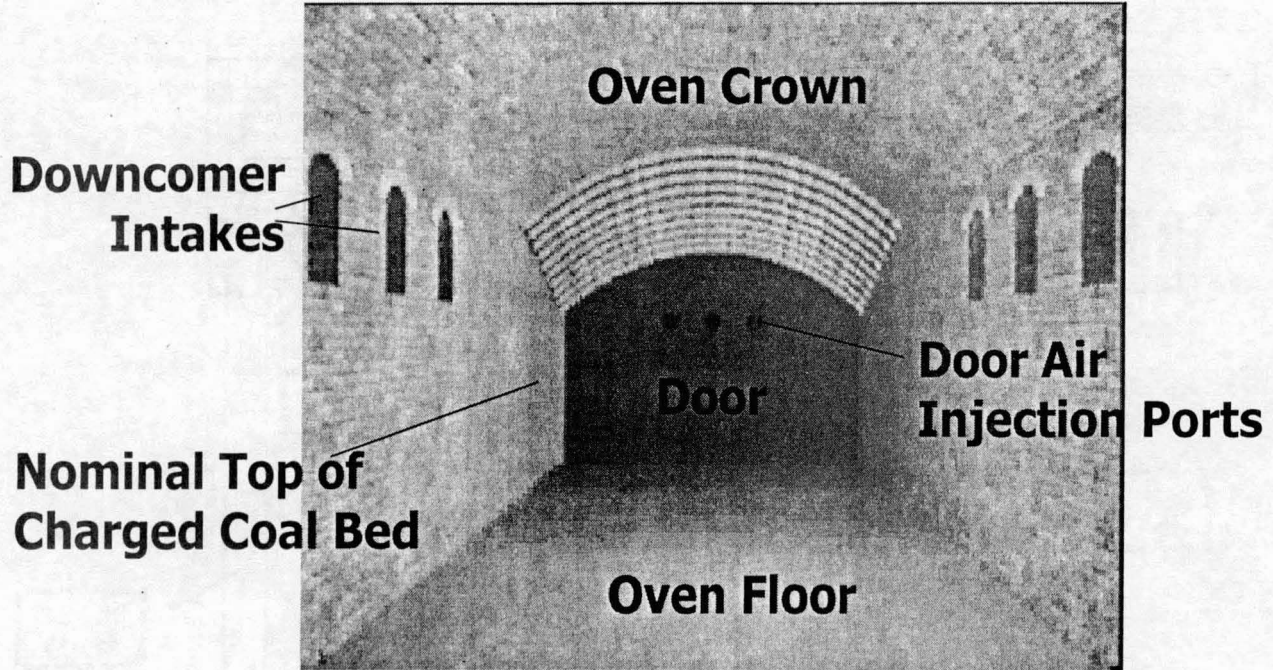 Oven Crown
Downcomer
Intakes
Door Air
Injection Ports
Door
Nominal Top of
Charged Coal Bed
Oven Floor